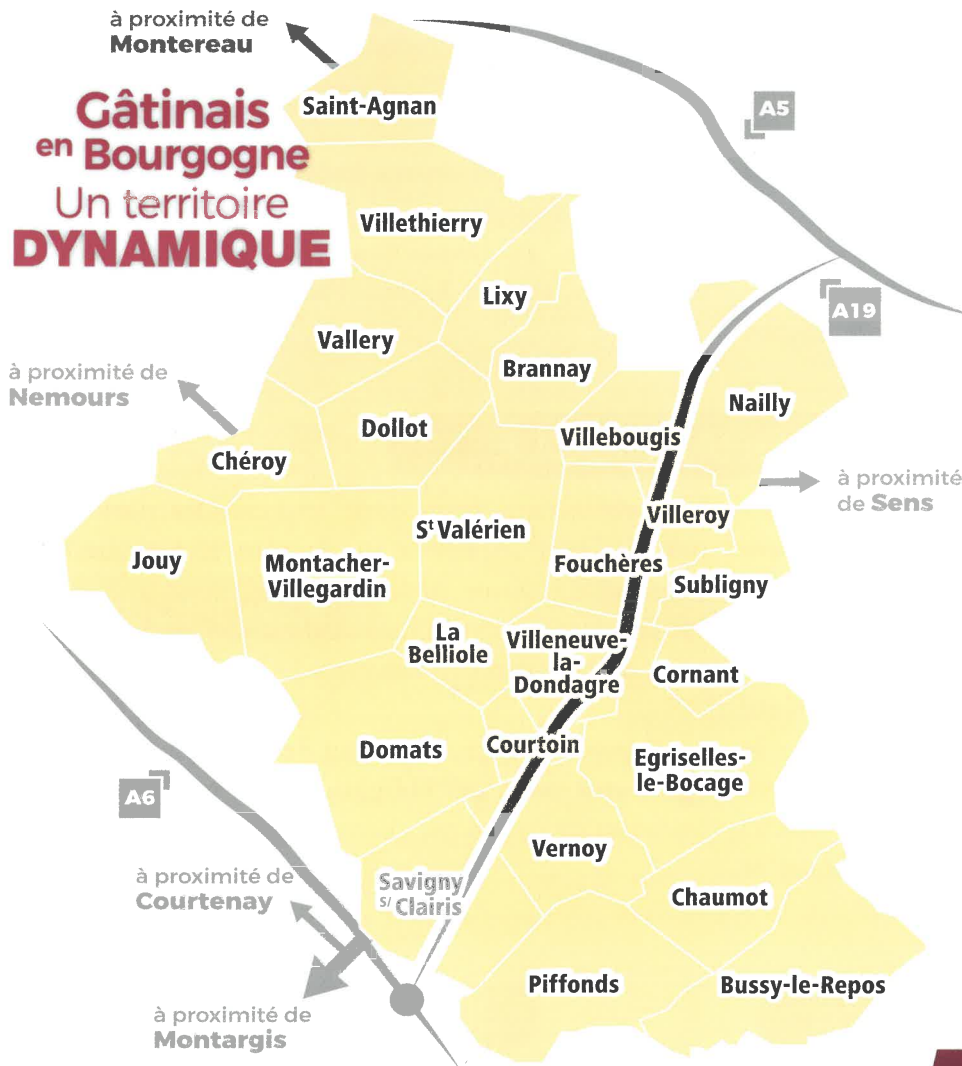 à proximité de
Montereau
Gâtinais
en Bourgogne
Un territoire
DYNAMIQUE
Saint-Agnan
A5
Villethierry
Lixy
A19
Vallery
Brannay
à proximité de
Nemours
Nailly
Dollot
Villebougis
Chéroy
à proximité
de Sens
Villeroy
St Valérien
Jouy
Montacher-
Villegardin
Fouchères
Subligny
La
Belliole
Villeneuve-
la-
Dondagre
Cornant
Domats
Courtoin
Egriselles-
le-Bocage
A6
Vernoy
à proximité de
Courtenay
Savigny
s/ Clairis
Chaumot
Piffonds
Bussy-le-Repos
à proximité de
Montargis